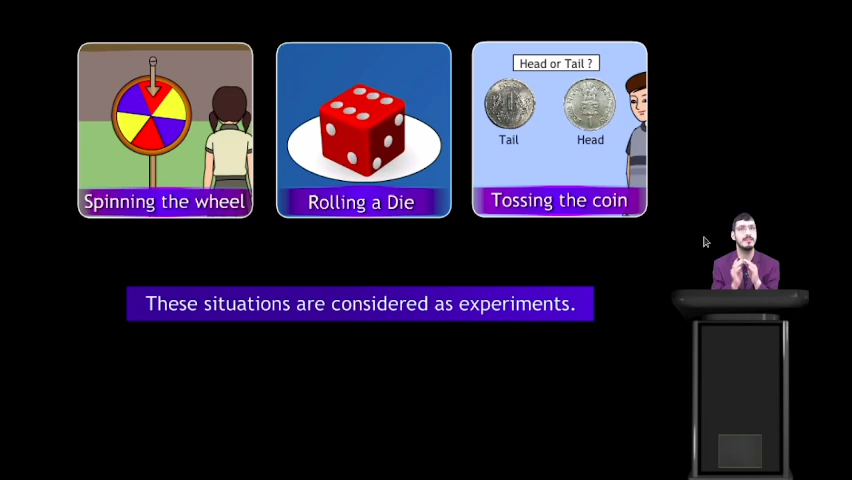 Head or Tail ?
Tail
Head
Spinning the wheel
Rolling a Die
Tossing the coin
These situations are considered as experiments.